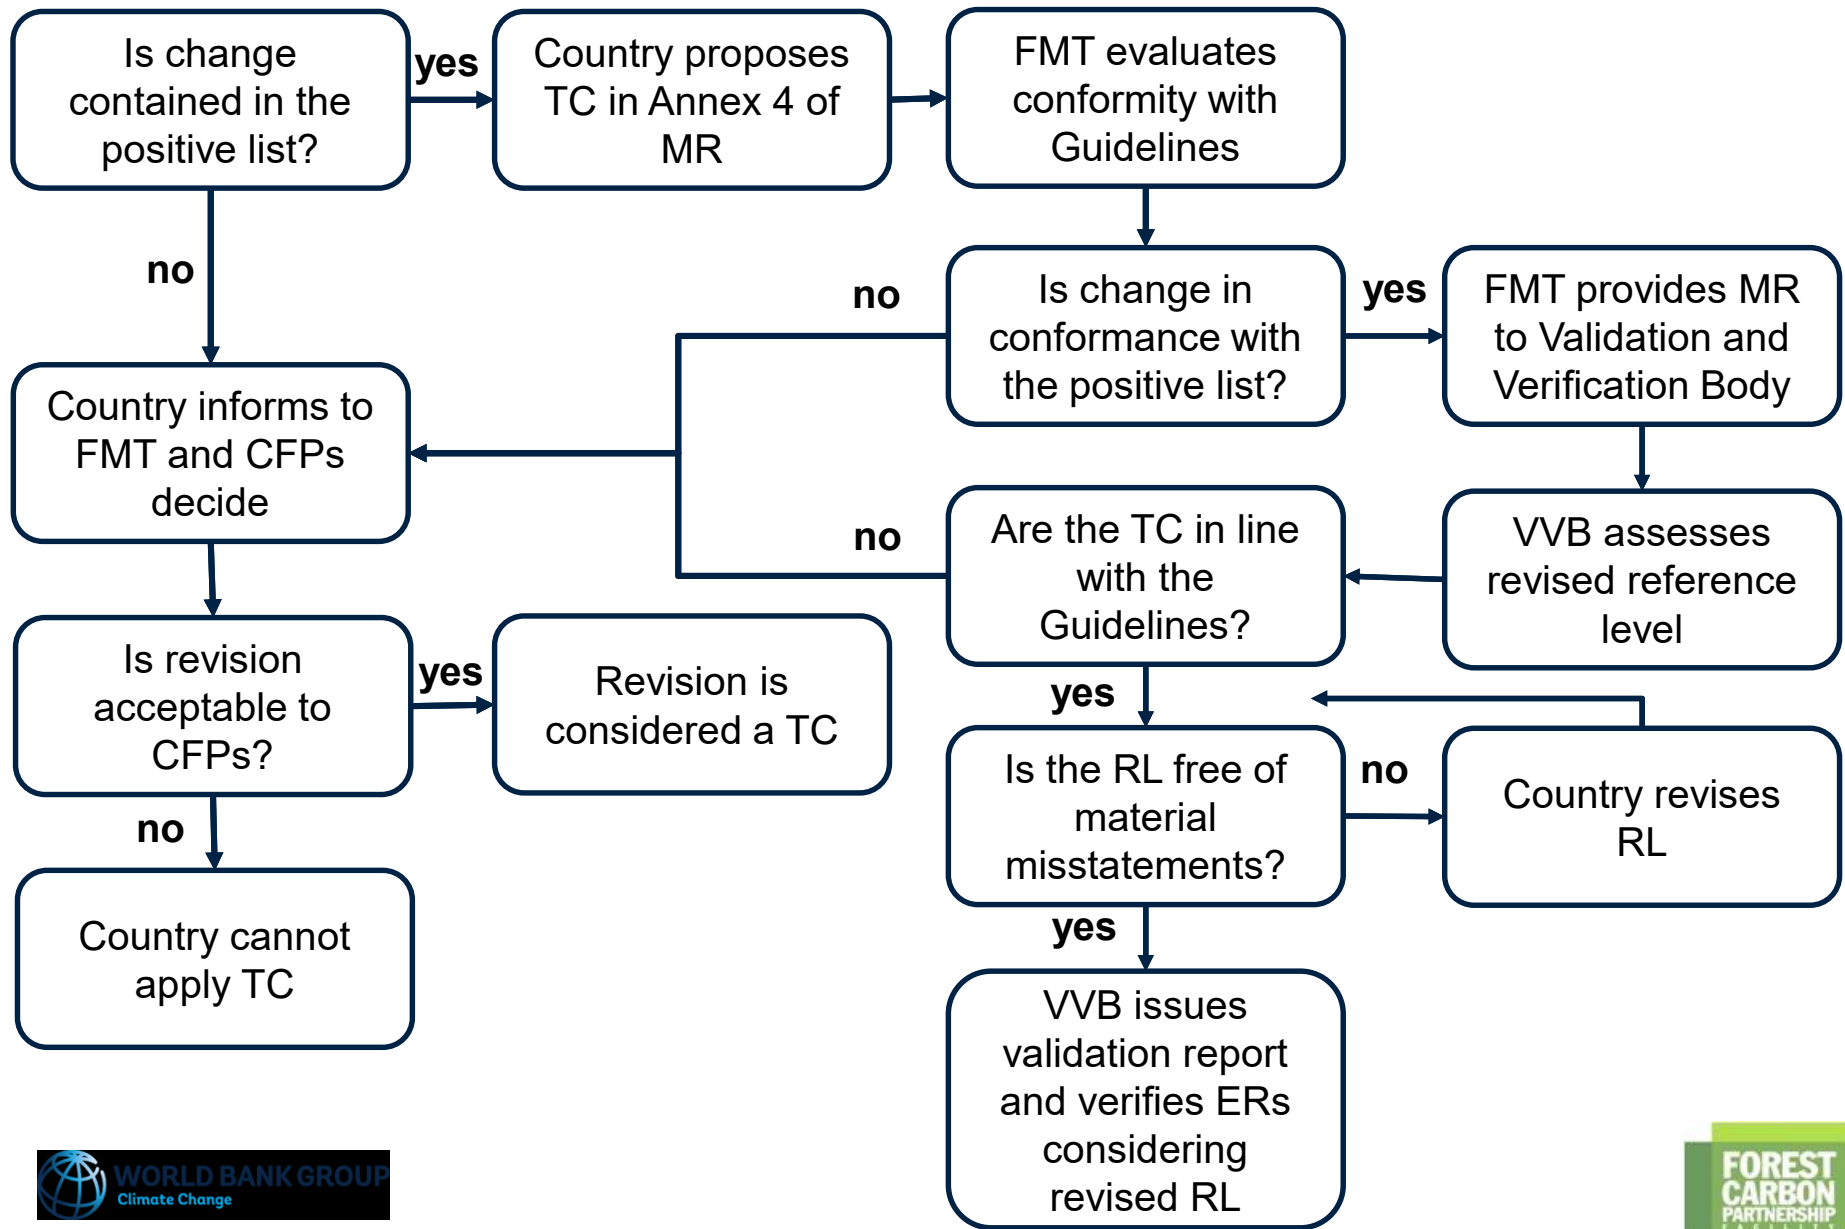 Is change
contained in the
positive list?
yes
Country proposes
TC in Annex 4 of
MR
FMT evaluates
conformity with
Guidelines
no
no
Is change in
conformance with
the positive list?
yes
FMT provides MR
to Validation and
Verification Body
Country informs to
FMT and CFPs
decide
no
Are the TC in line
with the
Guidelines?
VVB assesses
revised reference
level
Is revision
acceptable to
CFPs?
yes
Revision is
considered a TC
yes
Is the RL free of
material
misstatements?
no
Country revises
RL
no
Country cannot
apply TC
yes
VVB issues
validation report
and verifies ERs
considering
revised RL
WORLD BANK GROUP
Climate Change
FOREST
CARBON
PARTNERSHIP
FACILITY